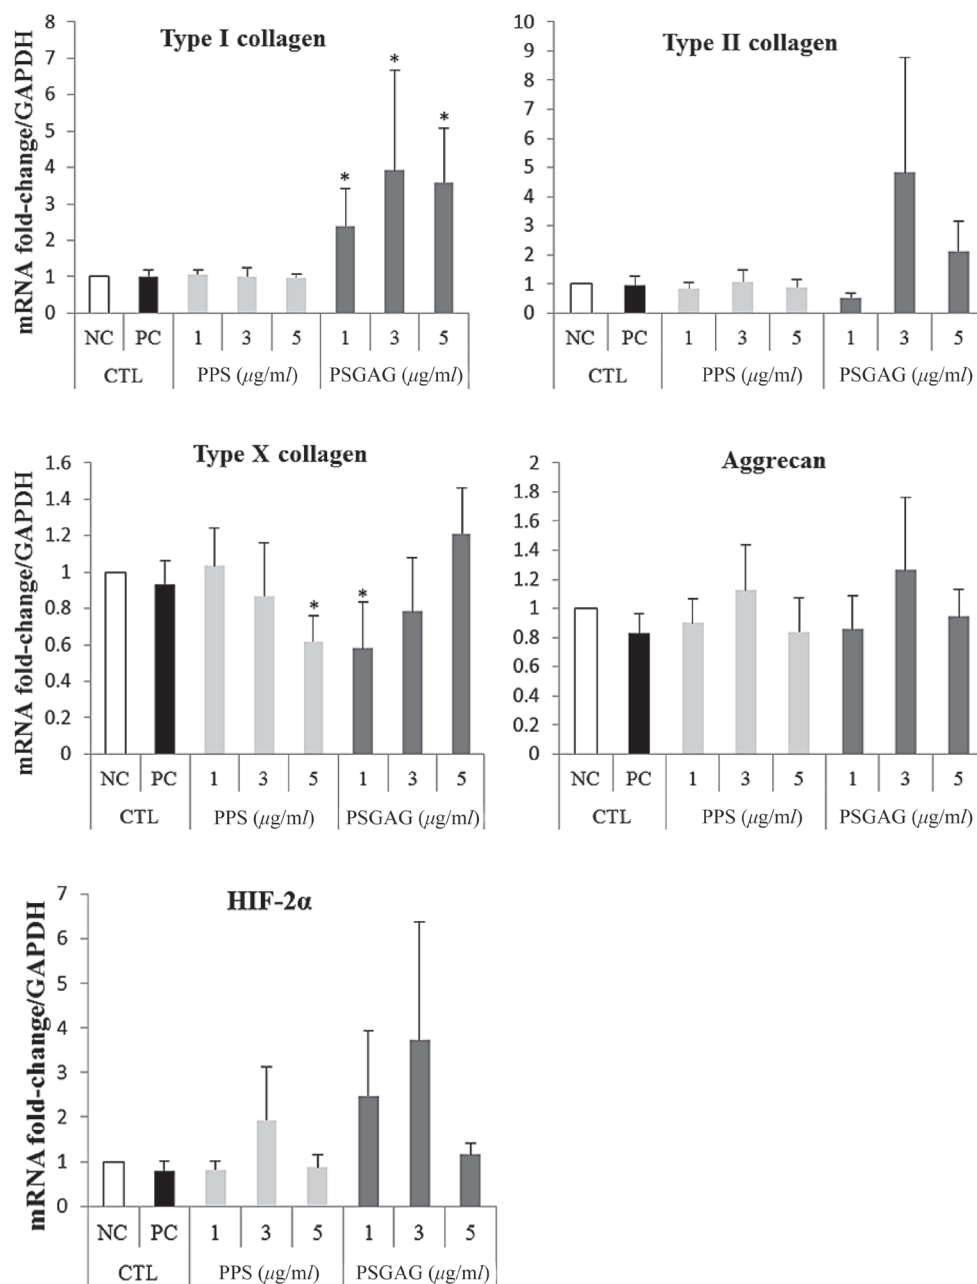 Type I collagen
mRNA fold-change/GAPDH
8
7
6
5
4
3
2
1
0
* * *
NC PC 1 3 5 1 3 5
CTL PPS (μg/ml) PSGAG (μg/ml)
Type II collagen
10
9
8
7
6
5
4
3
2
1
0
NC PC 1 3 5 1 3 5
CTL PPS (μg/ml) PSGAG (μg/ml)
Type X collagen
mRNA fold-change/GAPDH
1.6
1.4
1.2
1
0.8
0.6
0.4
0.2
0
* *
NC PC 1 3 5 1 3 5
CTL PPS (μg/ml) PSGAG (μg/ml)
Aggrecan
2
1.8
1.6
1.4
1.2
1
0.8
0.6
0.4
0.2
0
NC PC 1 3 5 1 3 5
CTL PPS (μg/ml) PSGAG (μg/ml)
HIF-2α
mRNA fold-change/GAPDH
7
6
5
4
3
2
1
0
NC PC 1 3 5 1 3 5
CTL PPS (μg/ml) PSGAG (μg/ml)